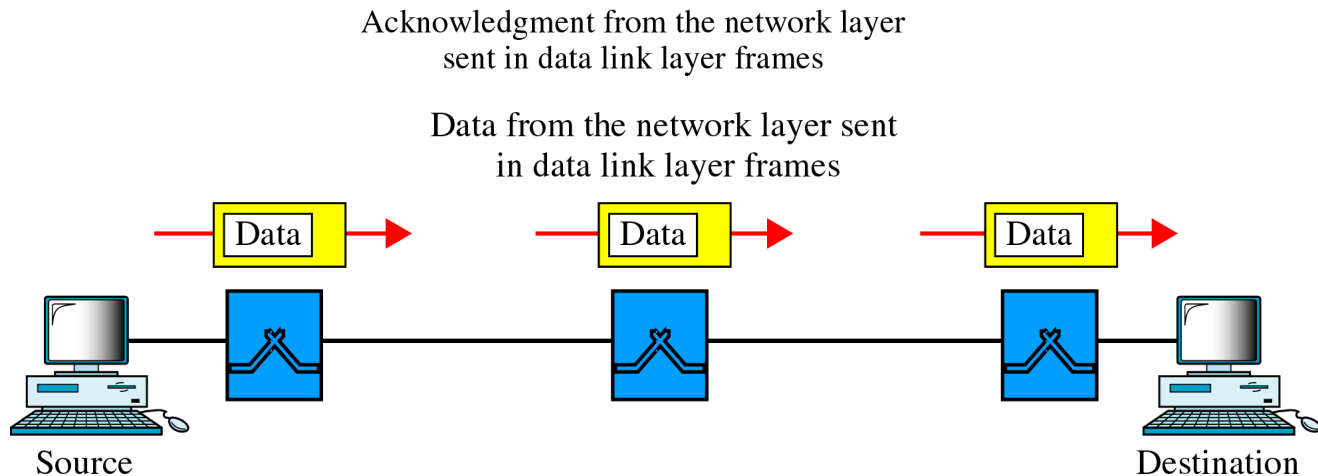 Acknowledgment from the network layer
sent in data link layer frames
Data from the network layer sent
in data link layer frames
Data
Data
Data
Source
Destination